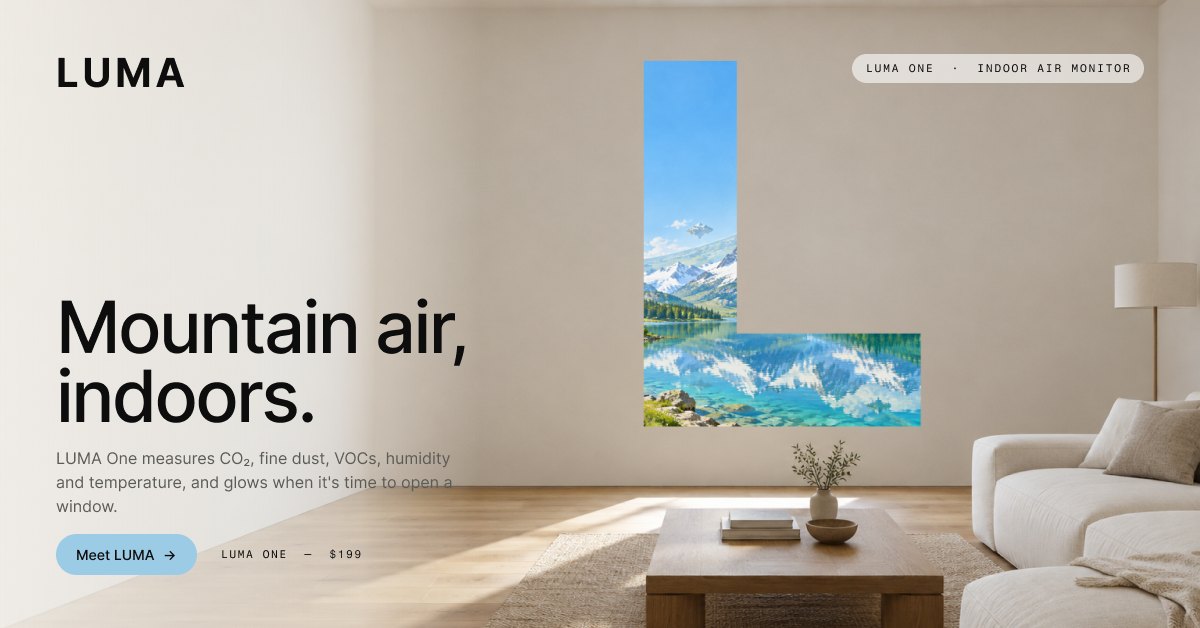 LUMA
LUMA ONE · INDOOR AIR MONITOR
Mountain air,
indoors.
LUMA One measures CO₂, fine dust, VOCs, humidity
and temperature, and glows when it's time to open a
window.
Meet LUMA →
LUMA ONE — $199